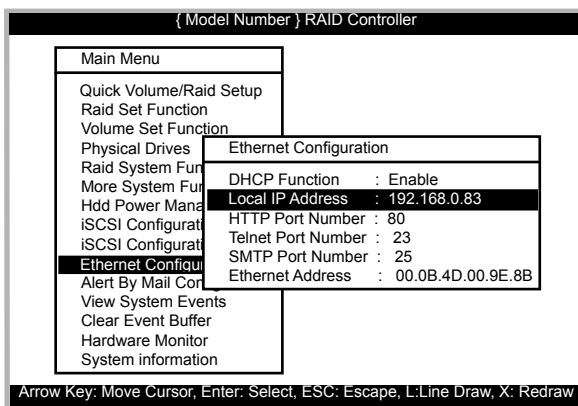 { Model Number } RAID Controller
Main Menu
Quick Volume/Raid Setup
Raid Set Function
Volume Set Function
Physical Drives
Raid System Fun
More System Fun
Hdd Power Mana
iSCSI Configurati
iSCSI Configurati
Ethernet Configu
Alert By Mail Con
View System Events
Clear Event Buffer
Hardware Monitor
System information
Ethernet Configuration
DHCP Function : Enable
Local IP Address : 192.168.0.83
HTTP Port Number : 80
Telnet Port Number : 23
SMTP Port Number : 25
Ethernet Address : 00.0B.4D.00.9E.8B
Arrow Key: Move Cursor, Enter: Select, ESC: Escape, L:Line Draw, X: Redraw